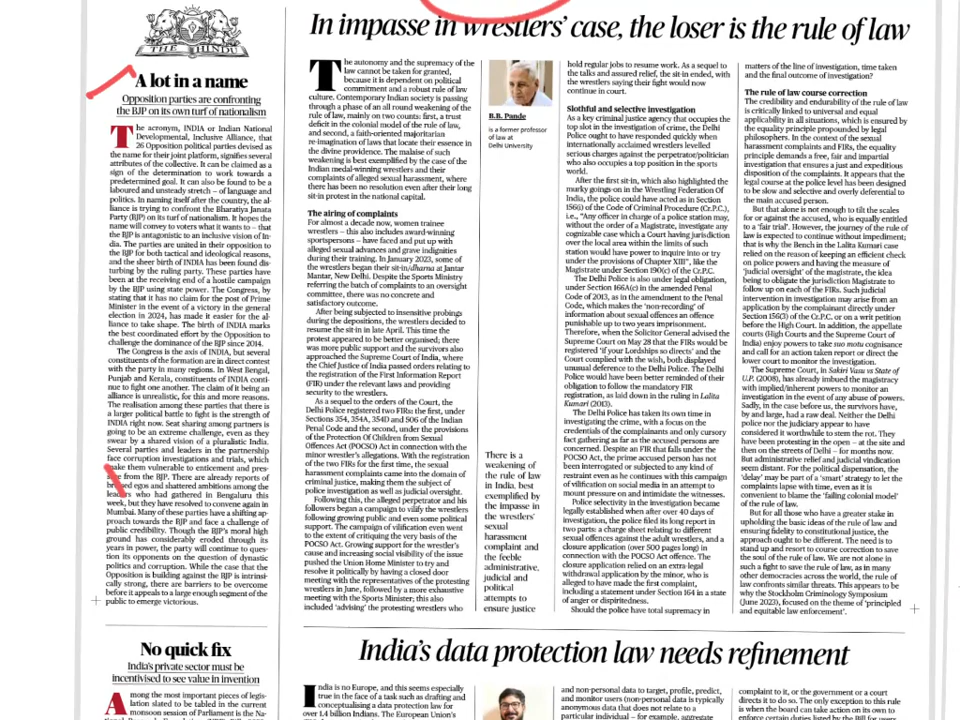 THE HINDU
A lot in a name
Opposition parties are confronting
the BJP on its own turf of nationalism
The acronym, INDIA or Indian National
Developmental, Inclusive Alliance, that
26 Opposition political parties devised as
the name for their joint platform, signifies several
attributes of the collective. It can be claimed as a
sign of the determination to work towards a
predetermined goal. It can also be found to be a
laboured and unsteady stretch – of language and
politics. In naming itself after the country, the al-
liance is trying to confront the Bharatiya Janata
Party (BJP) on its turf of nationalism. It hopes the
name will convey to voters what it wants to – that
the BJP is antagonistic to an inclusive vision of In-
dia. The parties are united in their opposition to
the BJP for both tactical and ideological reasons,
and the sheer birth of INDIA has been found dis-
turbing by the ruling party. These parties have
been at the receiving end of a hostile campaign
by the BJP using state power. The Congress, by
stating that it has no claim for the post of Prime
Minister in the event of a victory in the general
election in 2024, has made it easier for the al-
liance to take shape. The birth of INDIA marks
the best coordinated effort by the Opposition to
challenge the dominance of the BJP since 2014.
The Congress is the axis of INDIA, but several
constituents of the formation are in direct contest
with the party in many regions. In West Bengal,
Punjab and Kerala, constituents of INDIA conti-
nue to fight one another. The claim of it being an
alliance is unrealistic, for this and more reasons.
The realisation among these parties that there is
a larger political battle to fight is the strength of
INDIA right now. Seat sharing among partners is
going to be an extreme challenge, even as they
swear by a shared vision of a pluralistic India.
Several parties and leaders in the partnership
face corruption investigations and trials, which
make them vulnerable to enticement and pres-
sure from the BJP. There are already reports of
bruised egos and shattered ambitions among the
leaders who had gathered in Bengaluru this
week, but they have resolved to convene again in
Mumbai. Many of these parties have a shifting ap-
proach towards the BJP and face a challenge of
public credibility. Though the BJP's moral high
ground has considerably eroded through its
years in power, the party will continue to ques-
tion its opponents on the question of dynastic
politics and corruption. While the case that the
Opposition is building against the BJP is intrinsi-
cally strong, there are barriers to be overcome
before it appeals to a large enough segment of the
public to emerge victorious.
No quick fix
India's private sector must be
incentivised to see value in invention
Among the most important pieces of legis-
lation slated to be tabled in the current
monsoon session of Parliament is the Na-
In impasse in wrestlers' case, the loser is the rule of law
The autonomy and the supremacy of the
law cannot be taken for granted,
because it is dependent on political
commitment and a robust rule of law
culture. Contemporary Indian society is passing
through a phase of an all round weakening of the
rule of law, mainly on two counts: first, a trust
deficit in the colonial model of the rule of law,
and second, a faith-oriented majoritarian
re-imagination of laws that locate their essence in
the divine providence. The malaise of such
weakening is best exemplified by the case of the
Indian medal-winning wrestlers and their
complaints of alleged sexual harassment, where
there has been no resolution even after their long
sit-in protest in the national capital.
The airing of complaints
For almost a decade now, women trainee
wrestlers – this also includes award-winning
sportspersons – have faced and put up with
alleged sexual advances and grave indignities
during their training. In January 2023, some of
the wrestlers began their sit-in/dharna at Jantar
Mantar, New Delhi. Despite the Sports Ministry
referring the batch of complaints to an oversight
committee, there was no concrete and
satisfactory outcome.
After being subjected to insensitive probings
during the depositions, the wrestlers decided to
resume the sit in late April. This time the
protest appeared to be better organised; there
was more public support and the survivors also
approached the Supreme Court of India, where
the Chief Justice of India passed orders relating
to the registration of the First Information Report
(FIR) under the relevant laws and providing
security to the wrestlers.
As a sequel to the orders of the Court, the
Delhi Police registered two FIRs: the first, under
Sections 354, 354A, 354D and 506 of the Indian
Penal Code and the second, under the provisions
of the Protection Of Children from Sexual
Offences Act (POCSO) Act in connection with the
minor wrestler's allegations. With the registration
of the two FIRs for the first time, the sexual
harassment complaints came into the domain of
criminal justice, making them the subject of
police investigation as well as judicial oversight.
Following this, the alleged perpetrator and his
followers began a campaign to vilify the wrestlers
following growing public and even some political
support. The campaign of vilification even went to
the extent of critiquing the very basis of the
POCSO Act. Growing support for the wrestler's
cause and increasing social visibility of the issue
pushed the Union Home Minister to try and
resolve it politically by having a closed door
meeting with the representatives of the protesting
wrestlers in June, followed by a more exhaustive
meeting with the Sports Minister; this also
included 'advising' the protesting wrestlers who
B.B. Pande
is a former professor
of law at
Delhi University
There is a
weakening of
the rule of law
in India, best
exemplified by
the impasse in
the wrestlers'
sexual
harassment
complaint and
the feeble
administrative,
judicial and
political
attempts to
ensure justice
hold regular jobs to resume work. As a sequel to
the talks and assured relief, the sit-in ended, with
the wrestlers saying their fight would now
continue in court.
Slothful and selective investigation
As a key criminal justice agency that occupies the
top slot in the investigation of crime, the Delhi
Police ought to have responded quickly when
internationally acclaimed wrestlers levelled
serious charges against the perpetrator/politician
who also occupies a top position in the sports
world.
After the first sit-in, which also highlighted the
murky goings-on in the Wrestling Federation Of
India, the police could have acted as in Section
156(i) of the Code of Criminal Procedure (Cr.P.C.),
i.e., "Any officer in charge of a police station may,
without the order of a Magistrate, investigate any
cognizable case which a Court having jurisdiction
over the local area within the limits of such
station would have power to inquire into or try
under the provisions of Chapter XIII", like the
Magistrate under Section 190(c) of the Cr.P.C.
The Delhi Police is also under legal obligation,
under Section 166A(c) in the amended Penal
Code of 2013, as in the amendment to the Penal
Code, which makes the 'non-recording' of
information about sexual offences an offence
punishable up to two years imprisonment.
Therefore, when the Solicitor General advised the
Supreme Court on May 28 that the FIRs would be
registered 'if your Lordships so directs' and the
Court complied with the wish, both displayed
unusual deference to the Delhi Police. The Delhi
Police would have been better reminded of their
obligation to follow the mandatory FIR
registration, as laid down in the ruling in Lalita
Kumari (2013).
The Delhi Police has taken its own time in
investigating the crime, with a focus on the
credentials of the complainants and only cursory
fact gathering as far as the accused persons are
concerned. Despite an FIR that falls under the
POCSO Act, the prime accused person has not
been interrogated or subjected to any kind of
restraint even as he continues with this campaign
of vilification on social media in an attempt to
mount pressure on and intimidate the witnesses.
Police selectivity in the investigation became
legally established when after over 40 days of
investigation, the police filed its long report in
two parts: a charge sheet relating to different
sexual offences against the adult wrestlers, and a
closure application (over 500 pages long) in
connection with the POCSO Act offence. The
closure application relied on an extra-legal
withdrawal application by the minor, who is
alleged to have made the first complaint,
including a statement under Section 164 in a state
of anger or dispiritedness.
Should the police have total supremacy in
matters of the line of investigation, time taken
and the final outcome of investigation?
The rule of law course correction
The credibility and endurability of the rule of law
is critically linked to universal and equal
applicability in all situations, which is ensured by
the equality principle propounded by legal
philosophers. In the context of the sexual
harassment complaints and FIRs, the equality
principle demands a free, fair and impartial
investigation that ensures a just and expeditious
disposition of the complaints. It appears that the
legal course at the police level has been designed
to be slow and selective and overly deferential to
the main accused person.
But that alone is not enough to tilt the scales
for or against the accused, who is equally entitled
to a 'fair trial'. However, the journey of the rule of
law is expected to continue without impediment;
that is why the Bench in the Lalita Kumari case
relied on the reason of keeping an efficient check
on police powers and having the measure of
'judicial oversight' of the magistrate, the idea
being to obligate the jurisdiction Magistrate to
follow up on each of the FIRs. Such judicial
intervention in investigation may arise from an
application by the complainant directly under
Section 156(3) of the Cr.P.C. or on a writ petition
before the High Court. In addition, the appellate
courts (High Courts and the Supreme Court of
India) enjoy powers to take suo motu cognisance
and call for an action taken report or direct the
lower court to monitor the investigation.
The Supreme Court, in Sakiri Vasu vs State of
U.P. (2008), has already imbued the magistracy
with implied/inherent powers to monitor an
investigation in the event of any abuse of powers.
Sadly, in the case before us, the survivors have,
by and large, had a raw deal. Neither the Delhi
police nor the judiciary appear to have
considered it worthwhile to stem the rot. They
have been protesting in the open – at the site and
then on the streets of Delhi – for months now.
But administrative relief and judicial vindication
seem distant. For the political dispensation, the
'delay' may be part of a 'smart' strategy to let the
complaints lapse with time, even as it is
convenient to blame the 'failing colonial model'
of the rule of law.
But for all those who have a greater stake in
upholding the basic ideas of the rule of law and
ensuring fidelity to constitutional justice, the
approach ought to be different. The need is to
stand up and resort to course correction to save
the soul of the rule of law. We are not alone in
such a fight to save the rule of law, as in many
other democracies across the world, the rule of
law confronts similar threats. This appears to be
why the Stockholm Criminology Symposium
(June 2023), focused on the theme of 'principled
and equitable law enforcement'.
India's data protection law needs refinement
India is no Europe, and this seems especially
true in the face of a task such as drafting and
conceptualising a data protection law for
over 1.4 billion Indians. The European Union's
and non-personal data to target, profile, predict,
and monitor users (non-personal data is typically
anonymous data that does not relate to a
particular individual – for example, aggregate
complaint to it, or the government or a court
directs it to do so. The only exception to this rule
is when the board can take action on its own to
enforce certain duties listed by the Bill for users